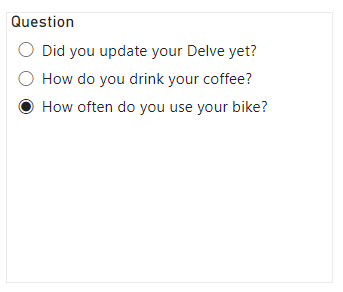 Question
Did you update your Delve yet?
How do you drink your coffee?
How often do you use your bike?